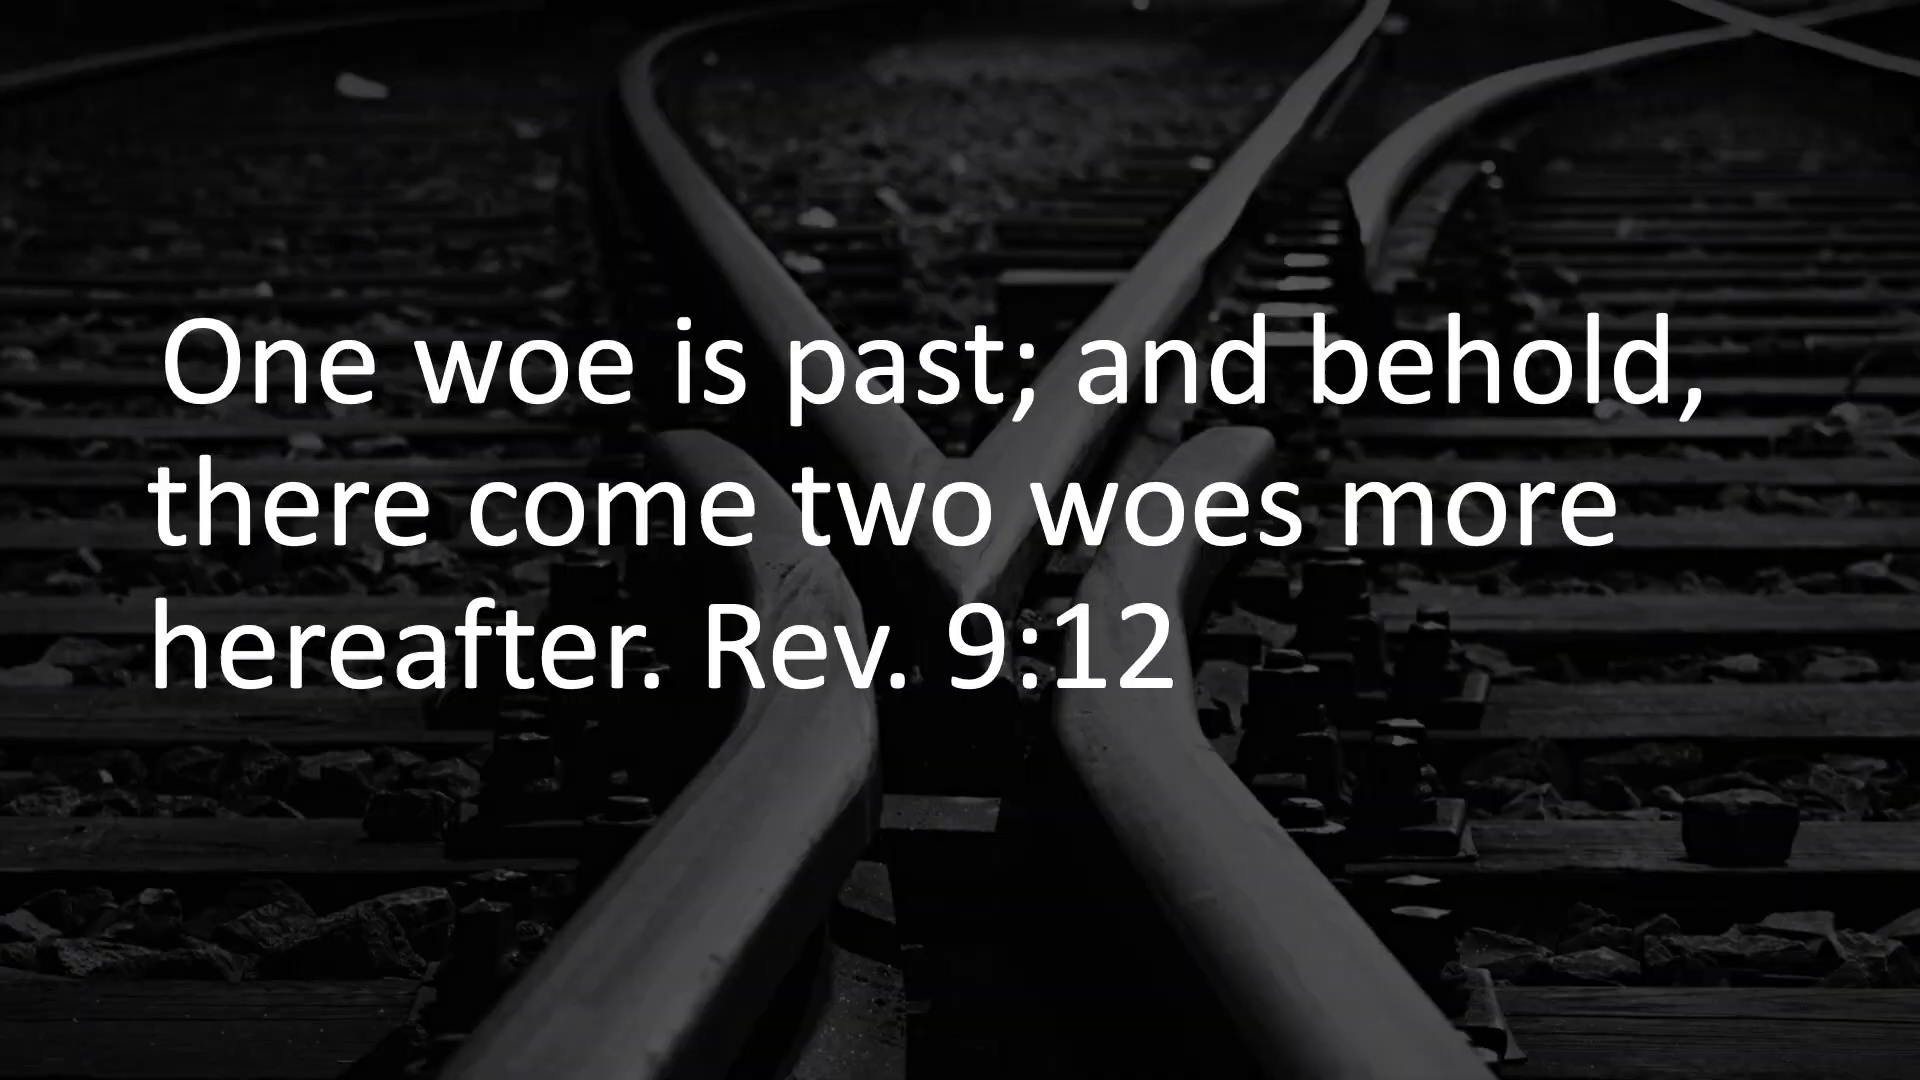 One woe is past; and behold,
there come two woes more
hereafter. Rev. 9:12